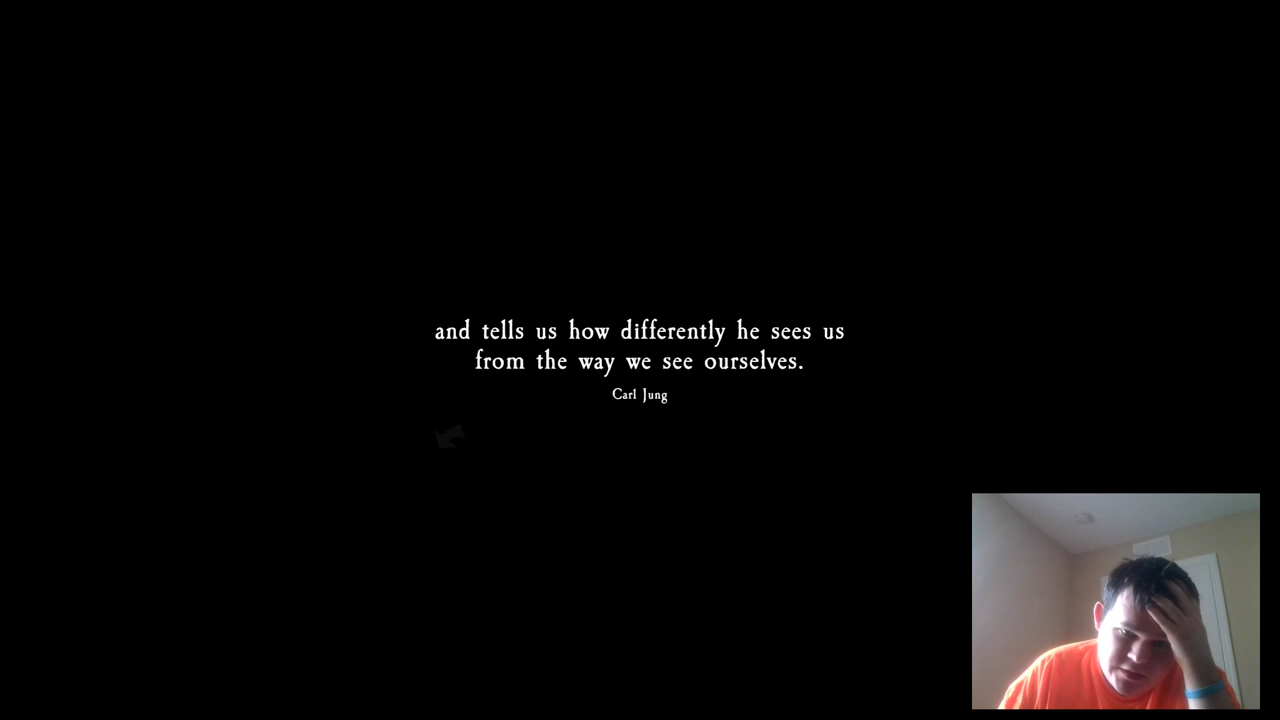 and tells us how differently he sees us
from the way we see ourselves.
Carl Jung